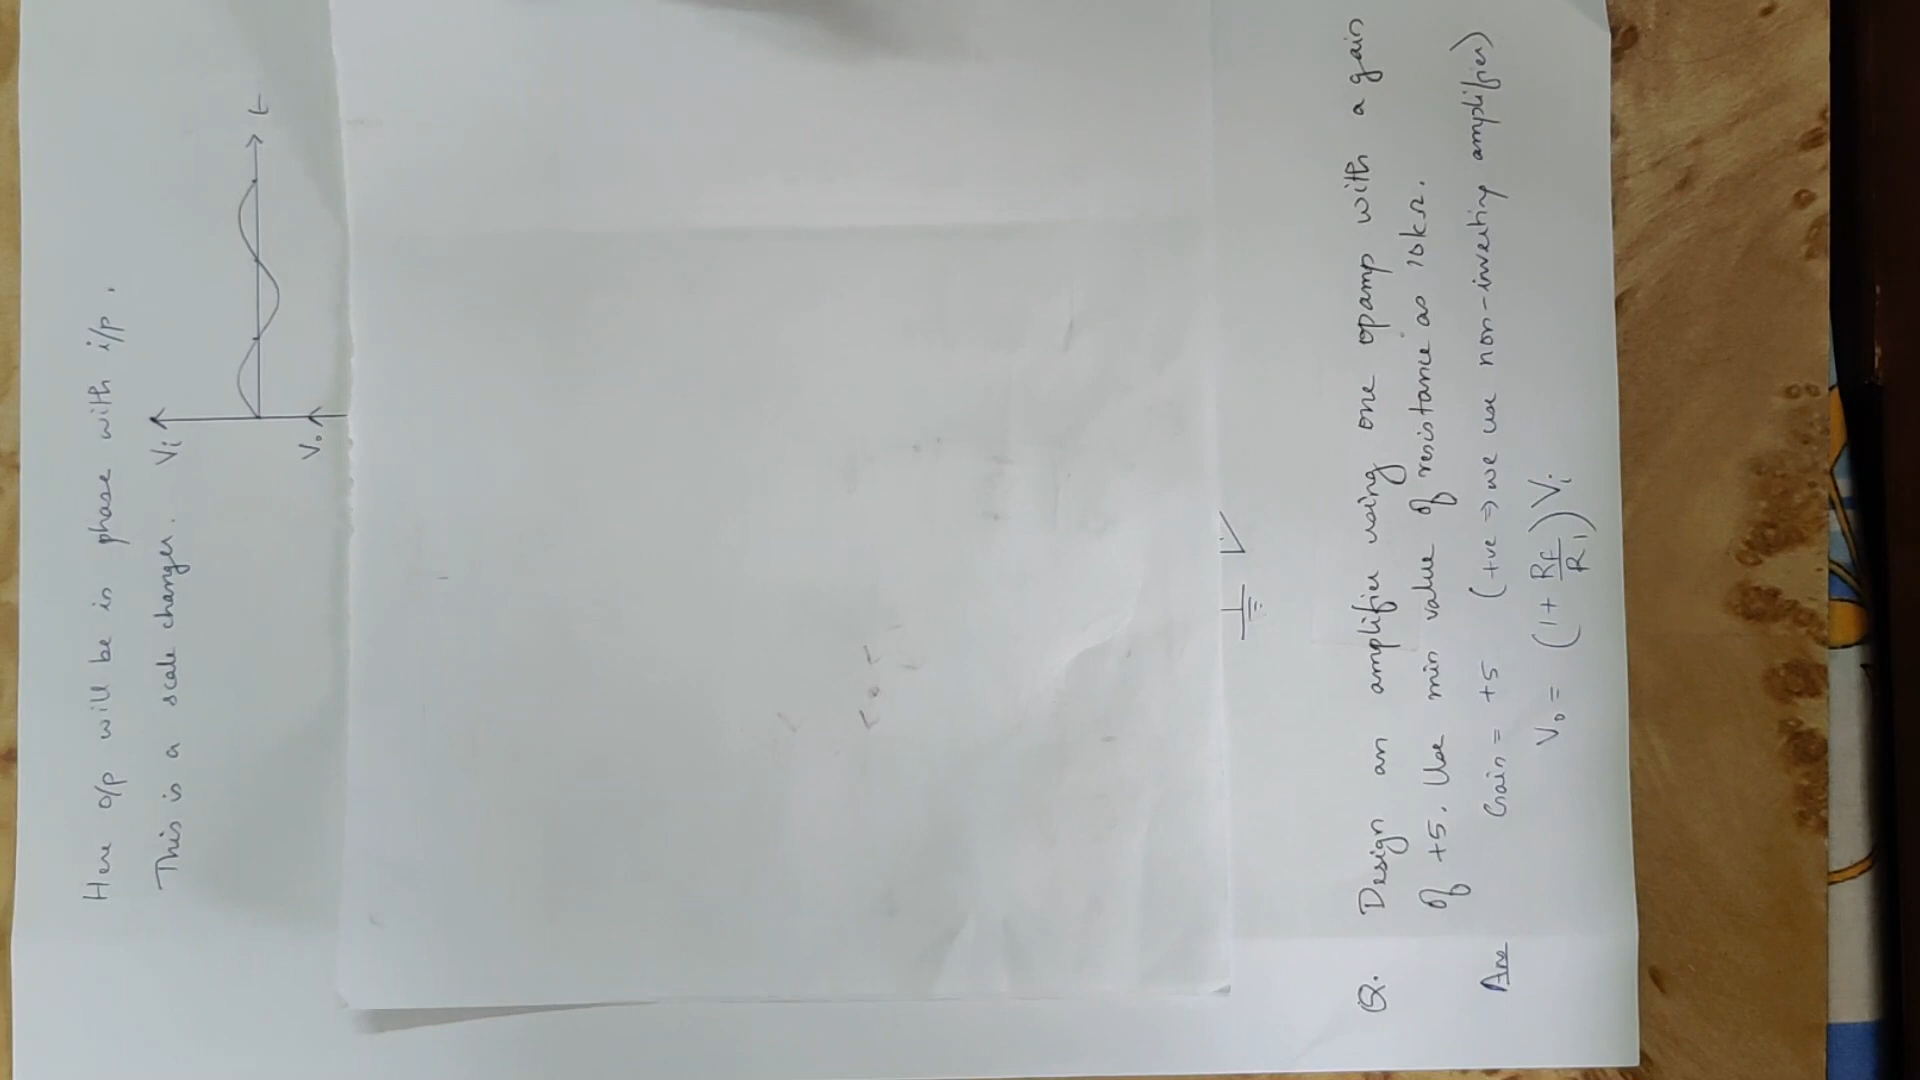 Here o/p will be in phase with i/p.
This is a scale changer.
Vi
t
Vo
Q. Design an amplifier using one opamp with a gain
of +5. Use min value of resistance as 10kΩ.
Ans Gain = +5 (+ve ⇒ we use non-inverting amplifier)
Vo = (1 + Rf/R1) Vi